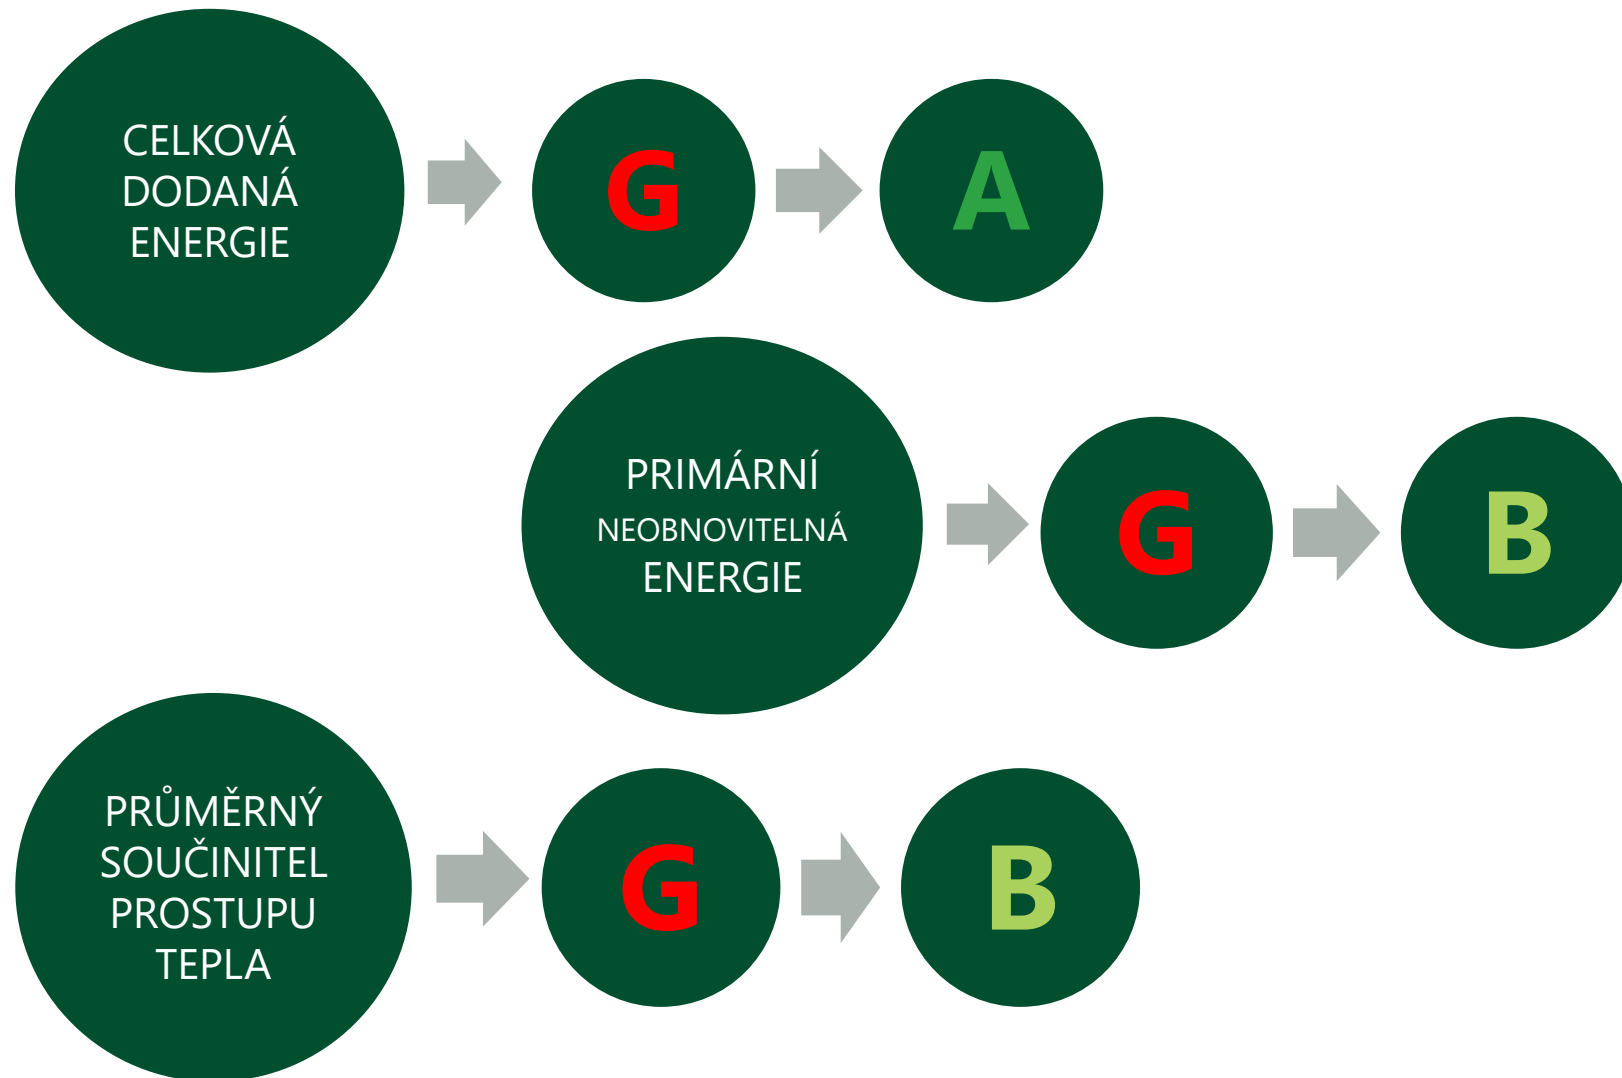 CELKOVÁ
DODANÁ
ENERGIE
G
A
PRIMÁRNÍ
NEOBNOVITELNÁ
ENERGIE
G
B
PRŮMĚRNÝ
SOUČINITEL
PROSTUPU
TEPLA
G
B